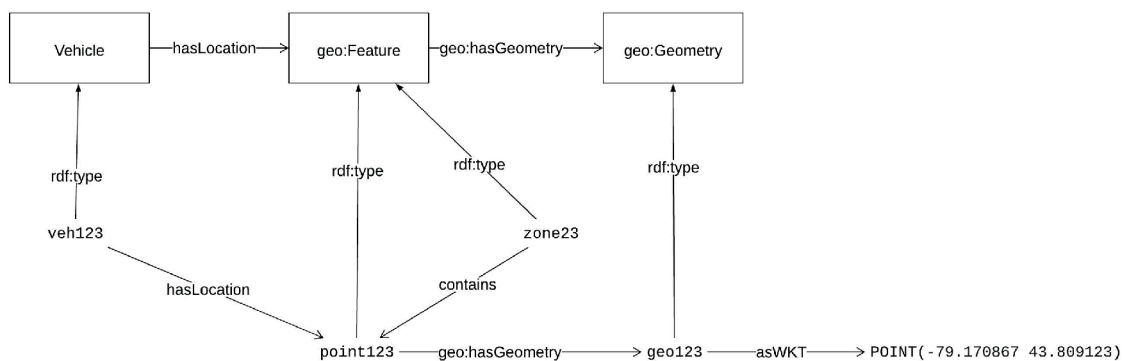 Vehicle hasLocation geo:Feature geo:hasGeometry geo:Geometry
rdf:type rdf:type rdf:type rdf:type
veh123 zone23
hasLocation contains
point123 geo:hasGeometry geo123 asWKT POINT(-79.170867 43.809123)